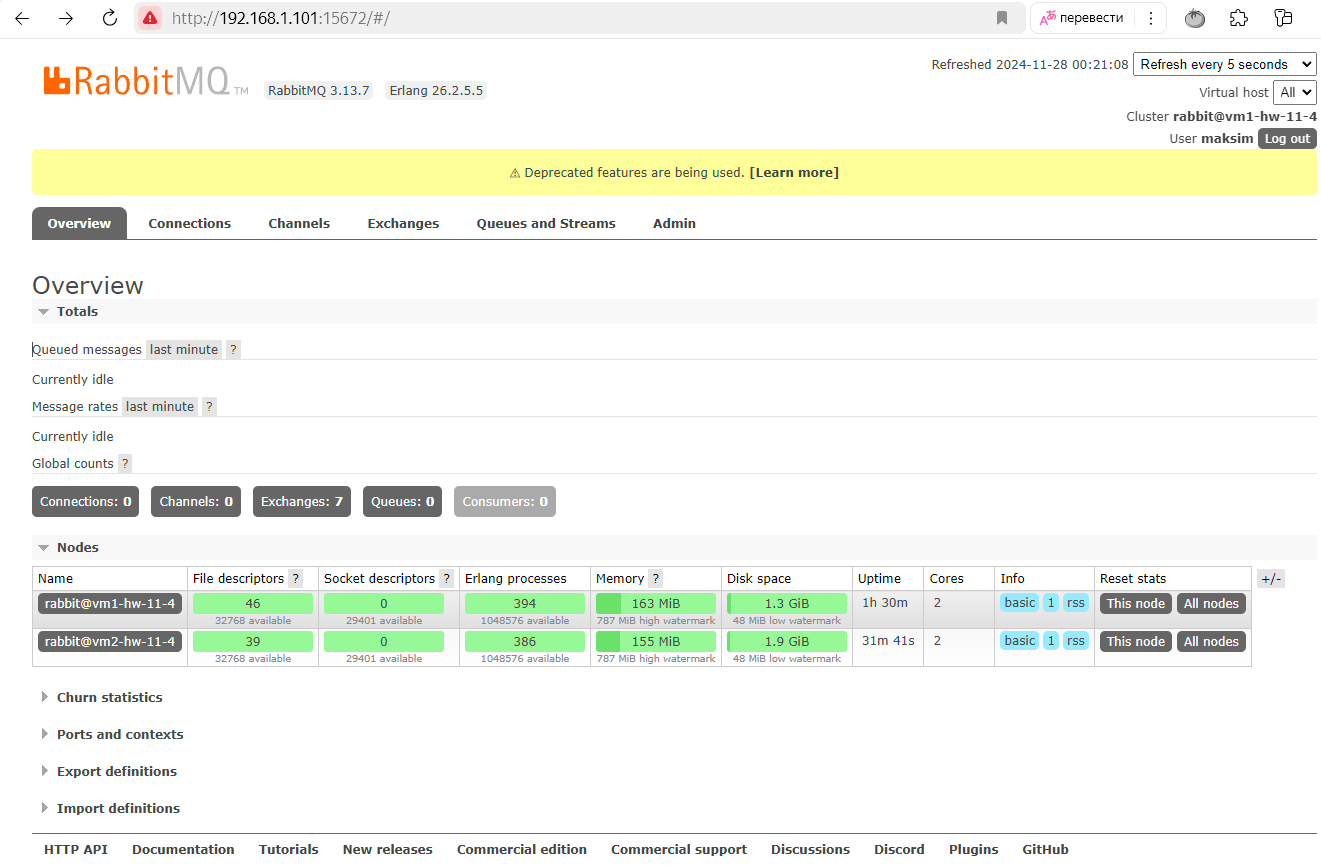 http://192.168.1.101:15672/#/ перевести
RabbitMQ TM RabbitMQ 3.13.7 Erlang 26.2.5.5
Refreshed 2024-11-28 00:21:08 Refresh every 5 seconds
Virtual host All
Cluster rabbit@vm1-hw-11-4
User maksim Log out
⚠ Deprecated features are being used. [Learn more]
Overview Connections Channels Exchanges Queues and Streams Admin
Overview
Totals
Queued messages last minute ?
Currently idle
Message rates last minute ?
Currently idle
Global counts ?
Connections: 0 Channels: 0 Exchanges: 7 Queues: 0 Consumers: 0
Nodes
Name File descriptors ? Socket descriptors ? Erlang processes Memory ? Disk space Uptime Cores Info Reset stats +/-
rabbit@vm1-hw-11-4 46 0 394 163 MiB 1.3 GiB 1h 30m 2 basic 1 rss This node All nodes
32768 available 29401 available 1048576 available 787 MiB high watermark 48 MiB low watermark
rabbit@vm2-hw-11-4 39 0 386 155 MiB 1.9 GiB 31m 41s 2 basic 1 rss This node All nodes
32768 available 29401 available 1048576 available 787 MiB high watermark 48 MiB low watermark
Churn statistics
Ports and contexts
Export definitions
Import definitions
HTTP API Documentation Tutorials New releases Commercial edition Commercial support Discussions Discord Plugins GitHub